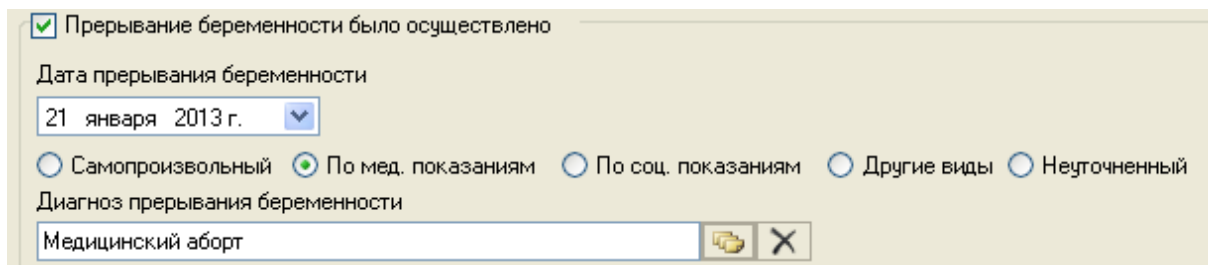 Прерывание беременности было осуществлено
Дата прерывания беременности
21 января 2013 г.
Самопроизвольный По мед. показаниям По соц. показаниям Другие виды Неуточненный
Диагноз прерывания беременности
Медицинский аборт